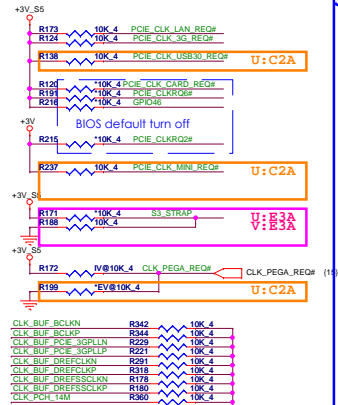 +3V_S5
R173 10K_4 PCIE_CLK_LAN_REQ#
R124 10K_4 PCIE_CLK_3G_REQ#
R138 10K_4 PCIE_CLK_USB30_REQ#
U:C2A
R120 *10K_4 PCIE_CLK_CARD_REQ#
R191 *10K_4 PCIE_CLKRQ6#
R216 10K_4 GPIO46
+3V
BIOS default turn off
R215 *10K_4 PCIE_CLKRQ2#
R237 10K_4 PCIE_CLK_MINI_REQ#
U:C2A
+3V_S5
R171 *10K_4 S3_STRAP
U:E3A
R188 10K_4
V:E3A
+3V_S5
R172 IV@10K_4 CLK_PEGA_REQ#
CLK_PEGA_REQ# {15}
R199 *EV@10K_4
U:C2A
CLK_BUF_BCLKN R342 10K_4
CLK_BUF_BCLKP R344 10K_4
CLK_BUF_PCIE_3GPLLN R229 10K_4
CLK_BUF_PCIE_3GPLLP R221 10K_4
CLK_BUF_DREFCLKN R291 10K_4
CLK_BUF_DREFCLKP R318 10K_4
CLK_BUF_DREFSSCLKN R178 10K_4
CLK_BUF_DREFSSCLKP R180 10K_4
CLK_PCH_14M R360 10K_4